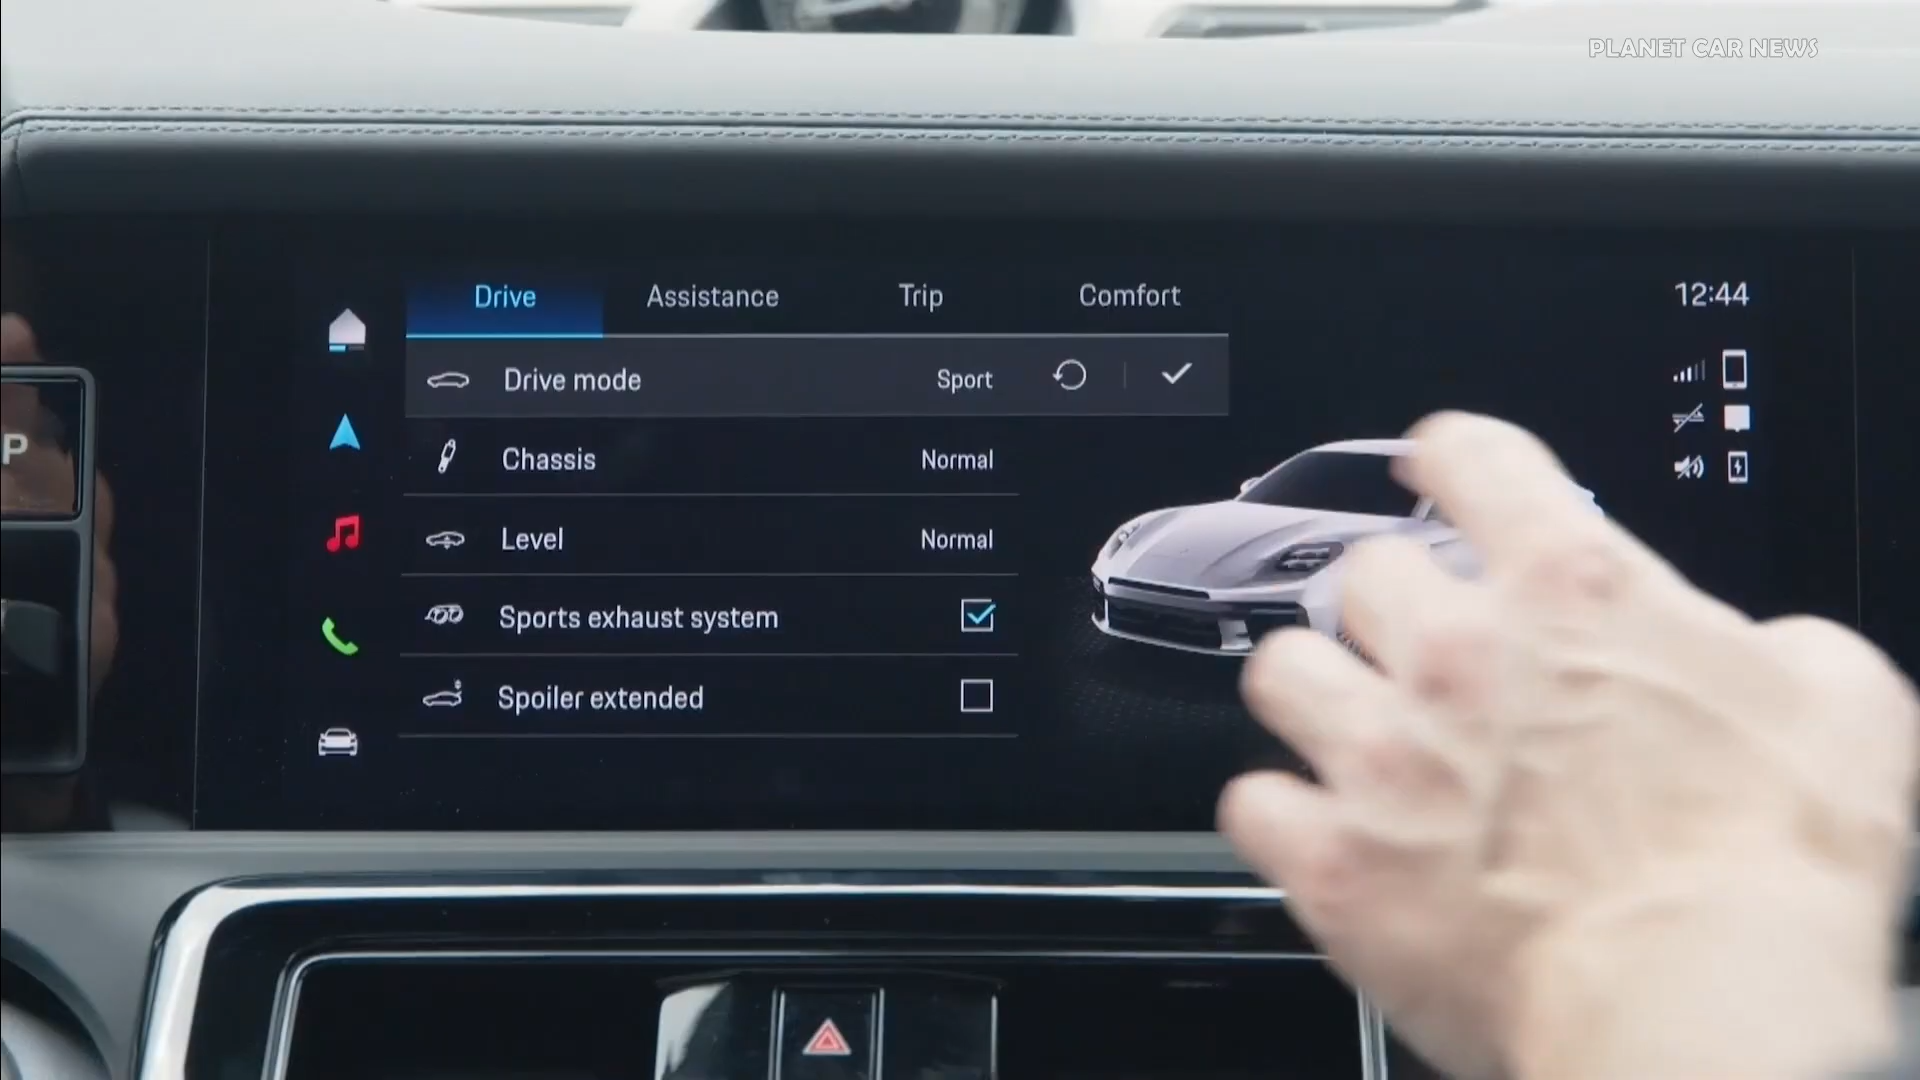 PLANET CAR NEWS
Drive Assistance Trip Comfort
12:44
Drive mode Sport
Chassis Normal
P
Level Normal
Sports exhaust system
Spoiler extended